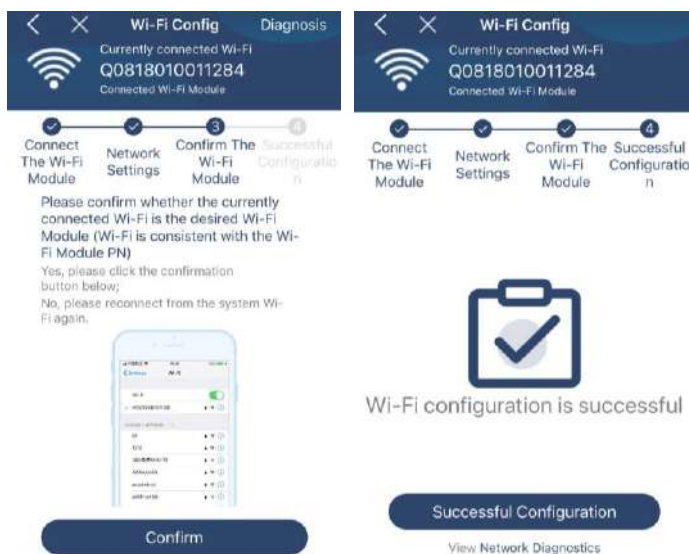 Wi-Fi Config Diagnosis
Currently connected Wi-Fi
Q0818010011284
Connected Wi-Fi Module
3
4
Connect The Wi-Fi Module
Network Settings
Confirm The Wi-Fi Module
Successful Configuration
Please confirm whether the currently
connected Wi-Fi is the desired Wi-Fi
Module (Wi-Fi is consistent with the Wi-
Fi Module PN)
Yes, please click the confirmation
button below;
No, please reconnect from the system Wi-
Fi again.
Confirm
Wi-Fi Config
Currently connected Wi-Fi
Q0818010011284
Connected Wi-Fi Module
4
Connect The Wi-Fi Module
Network Settings
Confirm The Wi-Fi Module
Successful Configuration
Wi-Fi configuration is successful
Successful Configuration
View Network Diagnostics